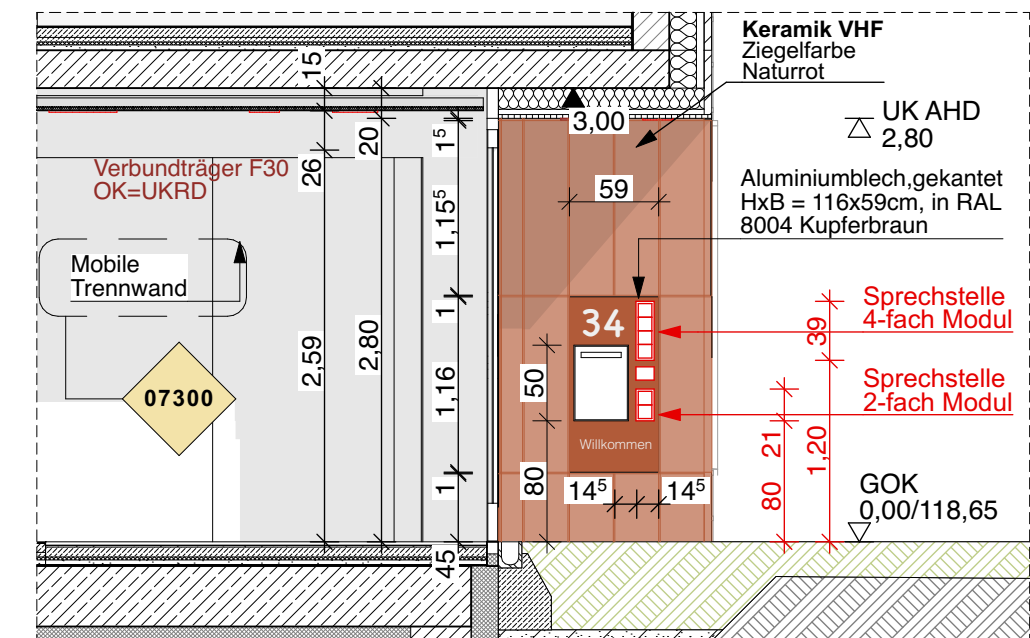 Keramik VHF
Ziegelfarbe
Naturrot
3,00
UK AHD
2,80
15
20
26
1⁵
Verbundträger F30
OK=UKRD
59
Aluminiumblech,gekantet
HxB = 116x59cm, in RAL
8004 Kupferbraun
1,15⁵
Mobile
Trennwand
1
34
Sprechstelle
4-fach Modul
39
2,59
2,80
1,16
50
07300
Sprechstelle
2-fach Modul
Willkommen
21
1,20
1
80
14⁵
14⁵
80
GOK
0,00/118,65
45